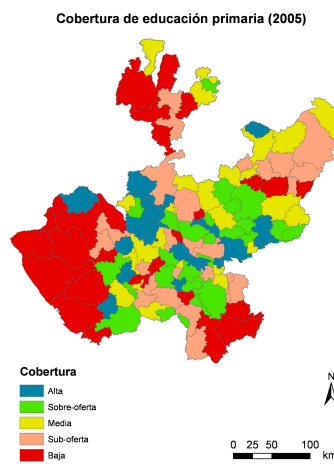 Cobertura de educación primaria (2005)
Cobertura
Alta
Sobre-oferta
Media
Sub-oferta
Baja
N
0 25 50 100
km